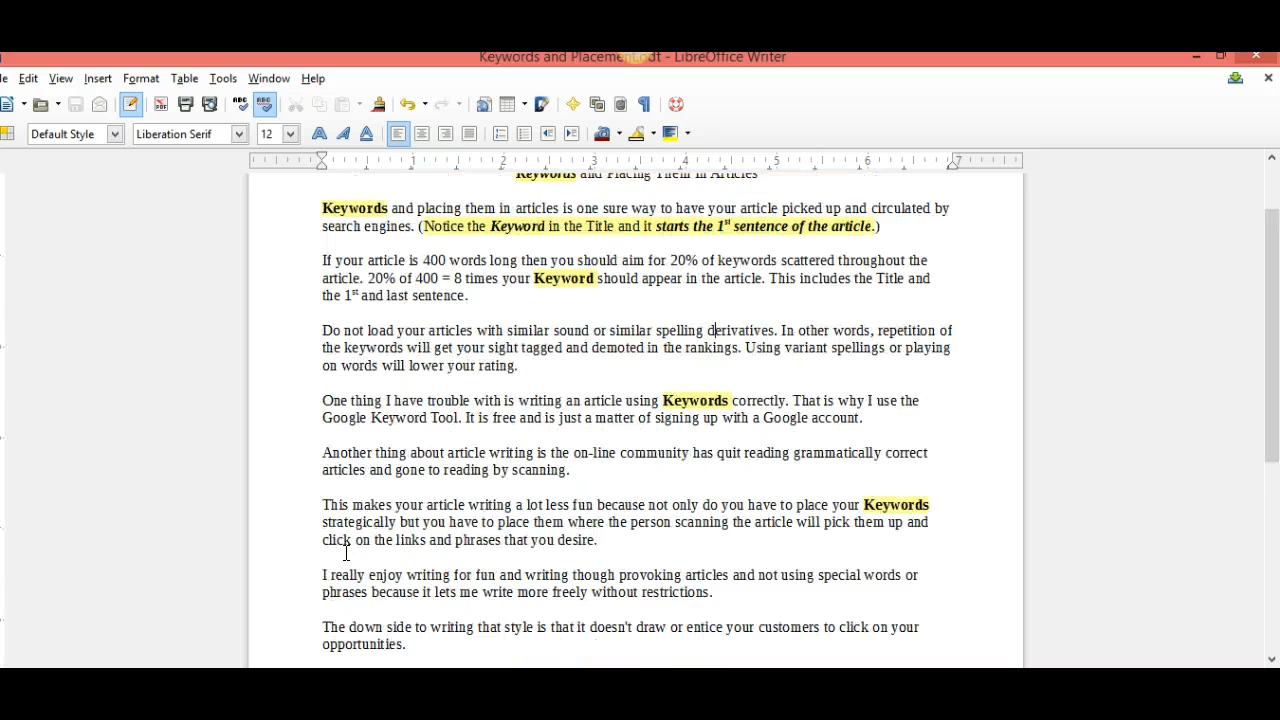 Keywords and Placement.odt - LibreOffice Writer
Edit View Insert Format Table Tools Window Help
Default Style Liberation Serif 12
1 2 3 4 5 6 7
Keywords and Placing Them in Articles
Keywords and placing them in articles is one sure way to have your article picked up and circulated by
search engines. (Notice the Keyword in the Title and it starts the 1st sentence of the article.)
If your article is 400 words long then you should aim for 20% of keywords scattered throughout the
article. 20% of 400 = 8 times your Keyword should appear in the article. This includes the Title and
the 1st and last sentence.
Do not load your articles with similar sound or similar spelling derivatives. In other words, repetition of
the keywords will get your sight tagged and demoted in the rankings. Using variant spellings or playing
on words will lower your rating.
One thing I have trouble with is writing an article using Keywords correctly. That is why I use the
Google Keyword Tool. It is free and is just a matter of signing up with a Google account.
Another thing about article writing is the on-line community has quit reading grammatically correct
articles and gone to reading by scanning.
This makes your article writing a lot less fun because not only do you have to place your Keywords
strategically but you have to place them where the person scanning the article will pick them up and
click on the links and phrases that you desire.
I really enjoy writing for fun and writing though provoking articles and not using special words or
phrases because it lets me write more freely without restrictions.
The down side to writing that style is that it doesn't draw or entice your customers to click on your
opportunities.